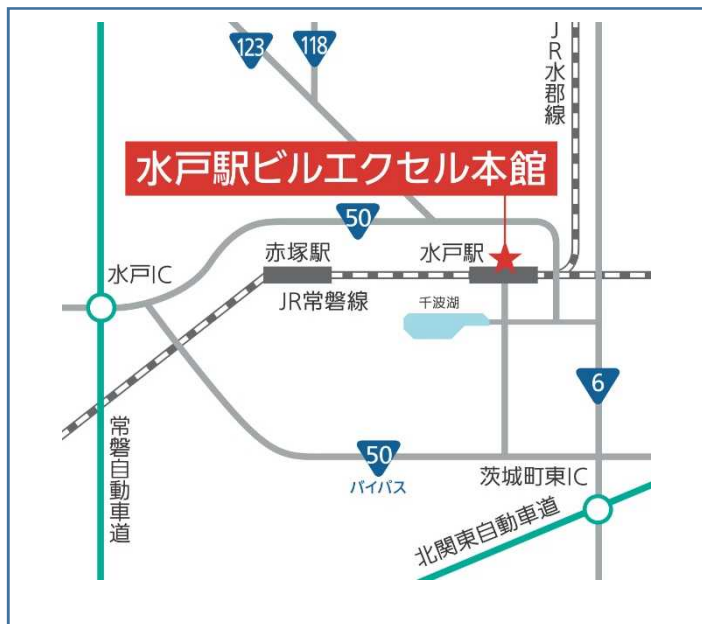 123
118
JR水郡線
水戸駅ビルエクセル本館
50
赤塚駅
水戸駅
水戸IC
JR常磐線
千波湖
6
常磐自動車道
50
バイパス
茨城町東IC
北関東自動車道